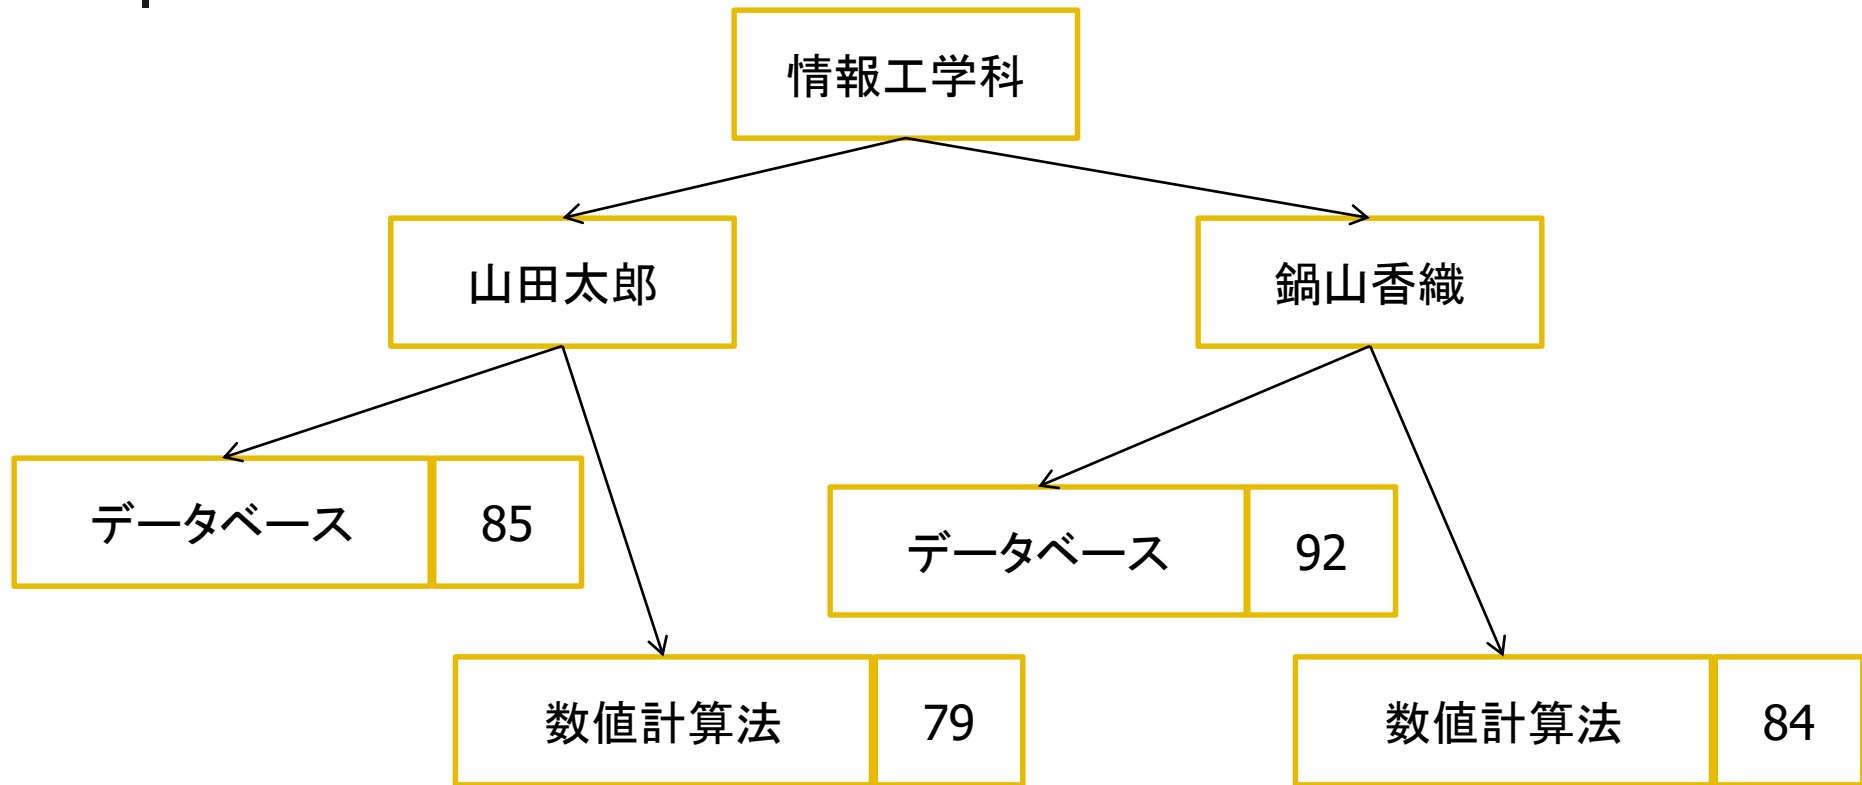 情報工学科
山田太郎
鍋山香織
データベース 85
データベース 92
数値計算法 79
数値計算法 84